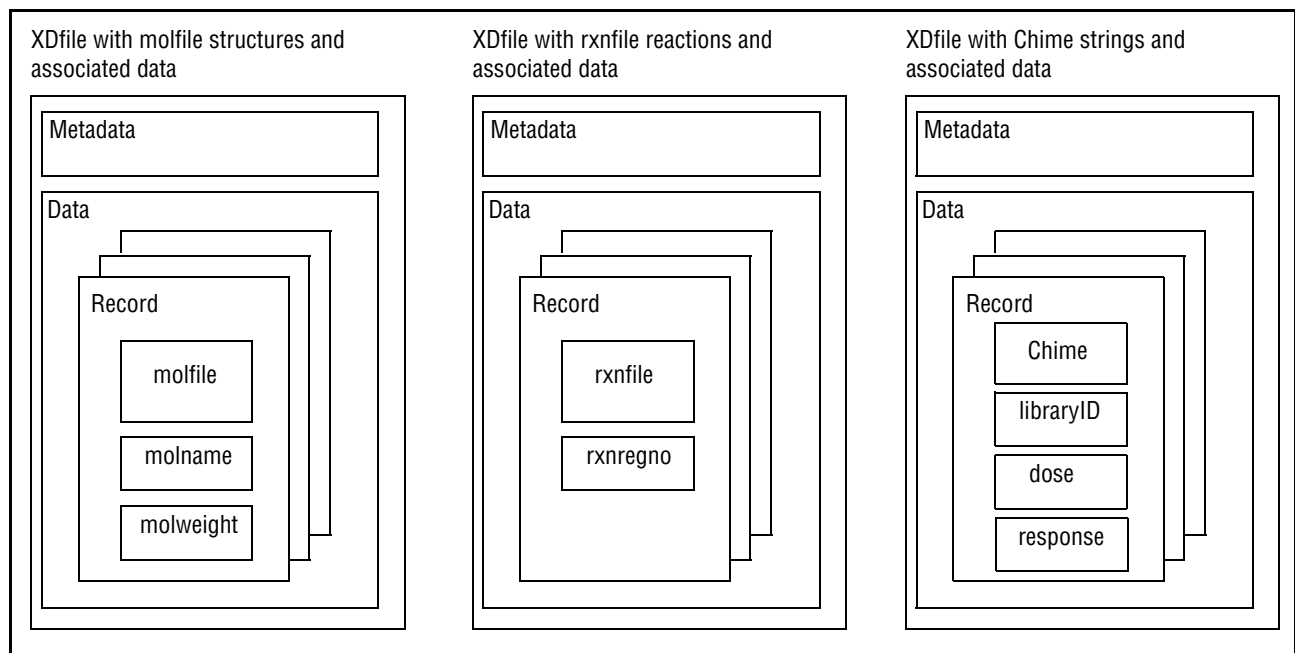 XDfile with molfile structures and
associated data
Metadata
Data
Record
molfile
molname
molweight
XDfile with rxnfile reactions and
associated data
Metadata
Data
Record
rxnfile
rxnregno
XDfile with Chime strings and
associated data
Metadata
Data
Record
Chime
libraryID
dose
response